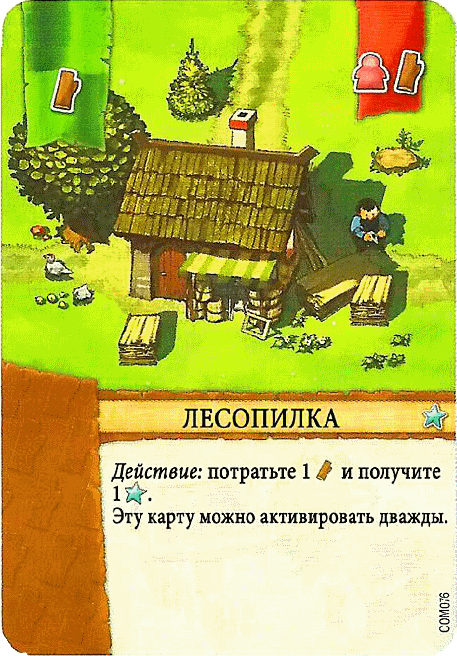 ЛЕСОПИЛКА
Действие: потратьте 1 и получите
1.
Эту карту можно активировать дважды.
COM076